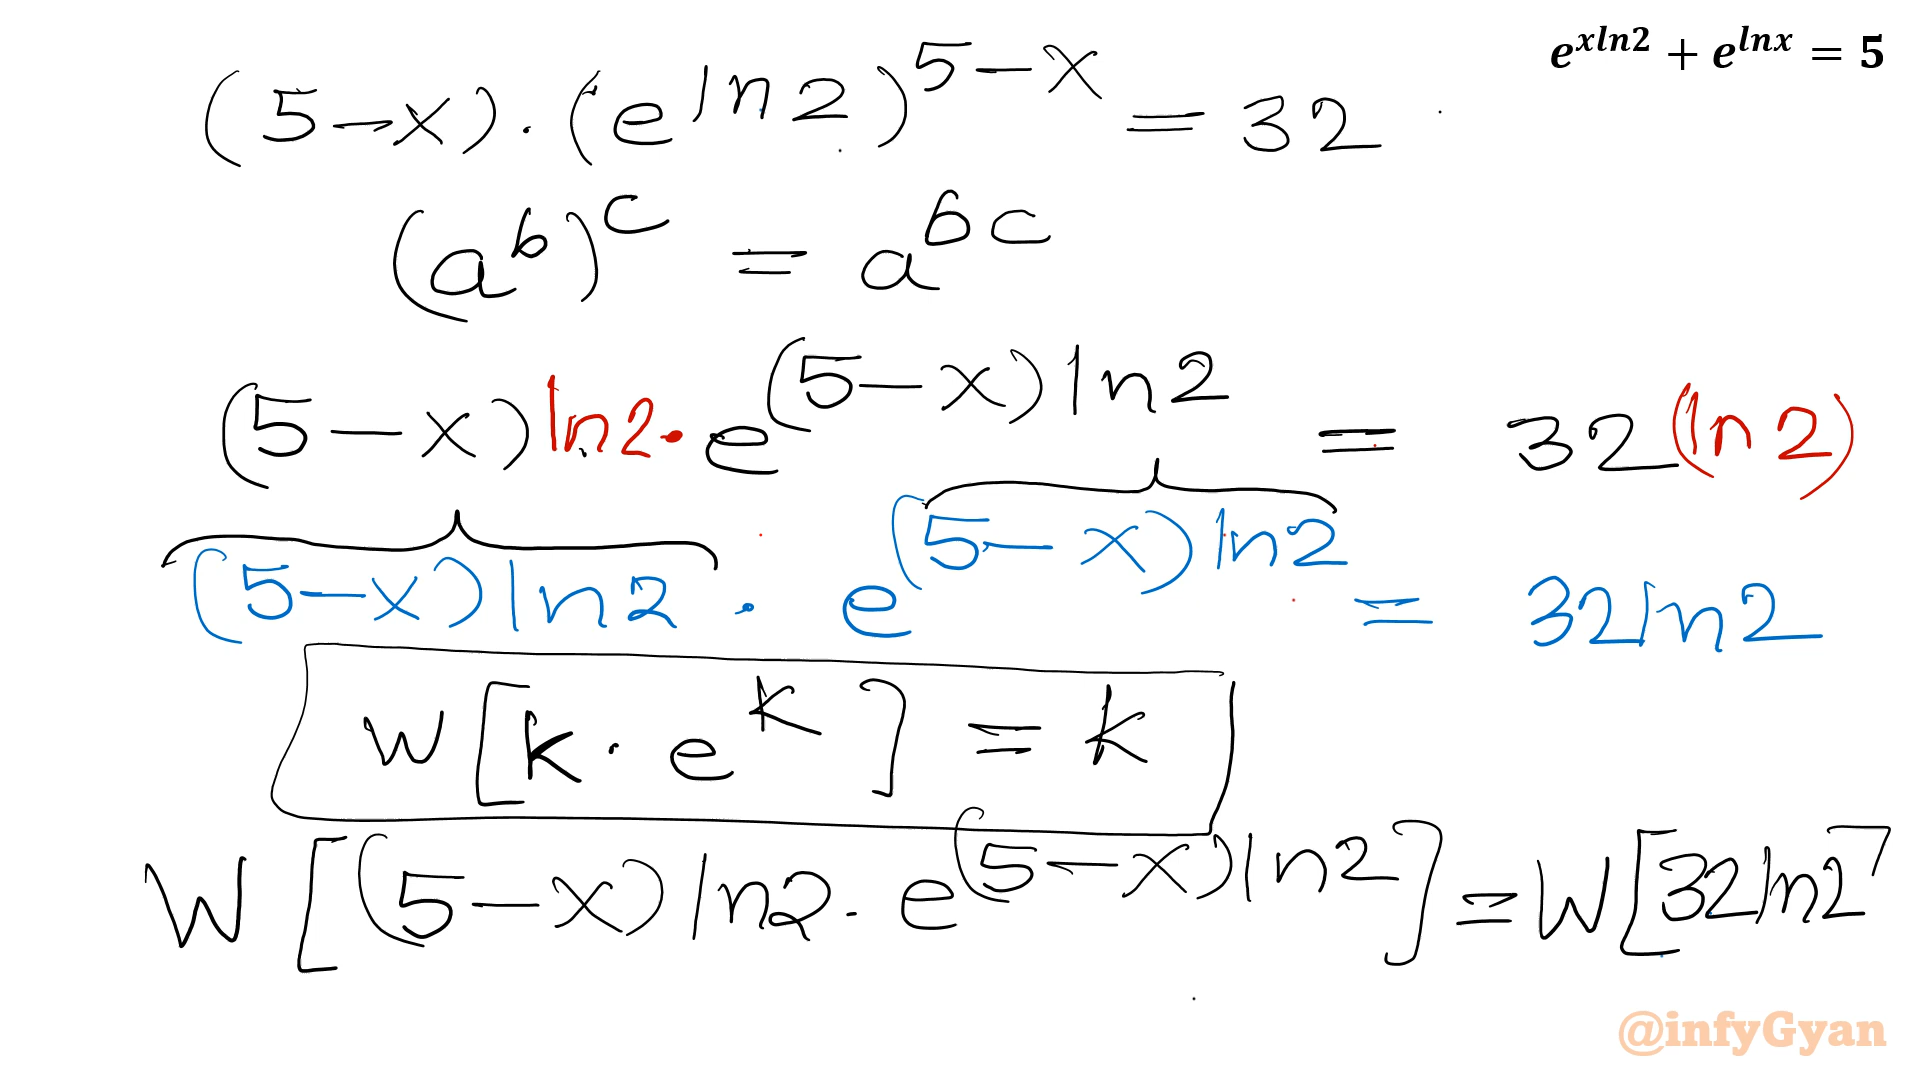 e^{xln2} + e^{lnx} = 5
(5-x)·(e^{ln2})^{5-x} = 32
(a^b)^c = a^{bc}
(5-x)ln2·e^{(5-x)ln2} = 32(ln2)
(5-x)ln2·e^{(5-x)ln2} = 32ln2
W[k·e^k] = k
W[(5-x)ln2·e^{(5-x)ln2}] = W[32ln2]
@infyGyan